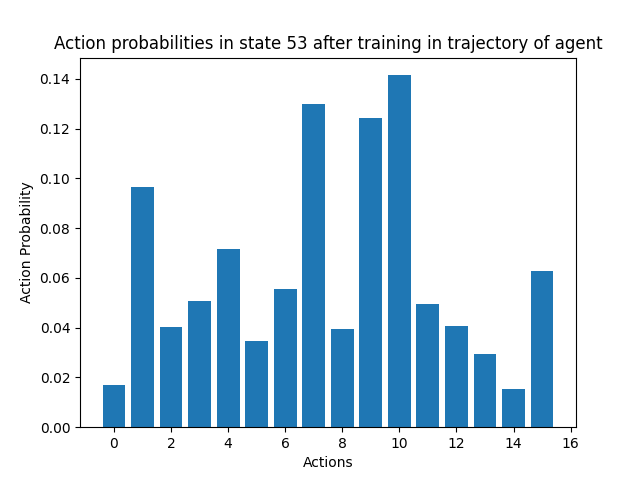 Action probabilities in state 53 after training in trajectory of agent
0.14
0.12
0.10
0.08
0.06
0.04
0.02
0.00
Action Probability
0 2 4 6 8 10 12 14 16
Actions